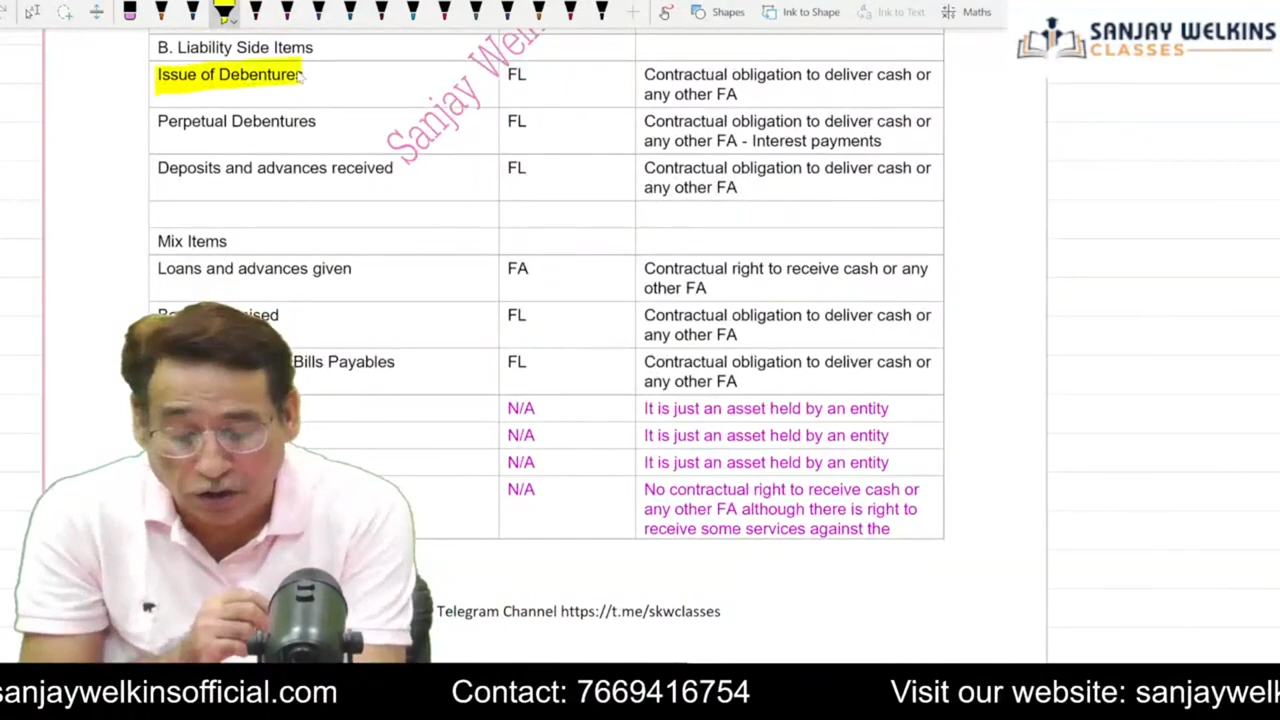 Shapes
Ink to Shape
Ink to Text
Maths
SANJAY WELKINS
CLASSES
B. Liability Side Items
Issue of Debentures
FL
Contractual obligation to deliver cash or
any other FA
Perpetual Debentures
FL
Contractual obligation to deliver cash or
any other FA - Interest payments
Deposits and advances received
FL
Contractual obligation to deliver cash or
any other FA
Mix Items
Loans and advances given
FA
Contractual right to receive cash or any
other FA
FL
Contractual obligation to deliver cash or
any other FA
Bills Payables
FL
Contractual obligation to deliver cash or
any other FA
N/A
It is just an asset held by an entity
N/A
It is just an asset held by an entity
N/A
It is just an asset held by an entity
N/A
No contractual right to receive cash or
any other FA although there is right to
receive some services against the
Sanjay
Telegram Channel https://t.me/skwclasses
sanjaywelkinsofficial.com
Contact: 7669416754
Visit our website: sanjaywelk